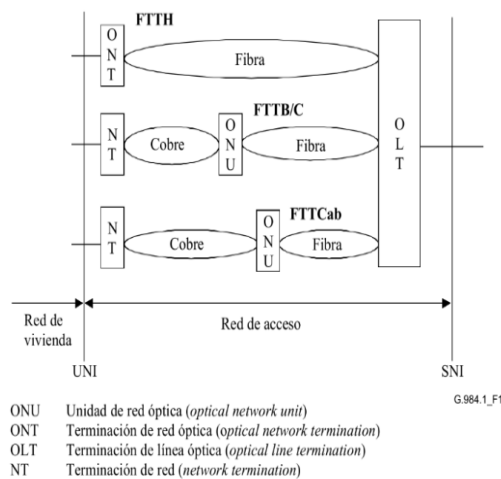 FTTH
O
N
T
Fibra
FTTB/C
N
T
Cobre
O
N
U
Fibra
O
L
T
FTTCab
N
T
Cobre
O
N
U
Fibra
Red de
vivienda
Red de acceso
UNI
SNI
G.984.1_F1
ONU Unidad de red óptica (optical network unit)
ONT Terminación de red óptica (optical network termination)
OLT Terminación de línea óptica (optical line termination)
NT Terminación de red (network termination)